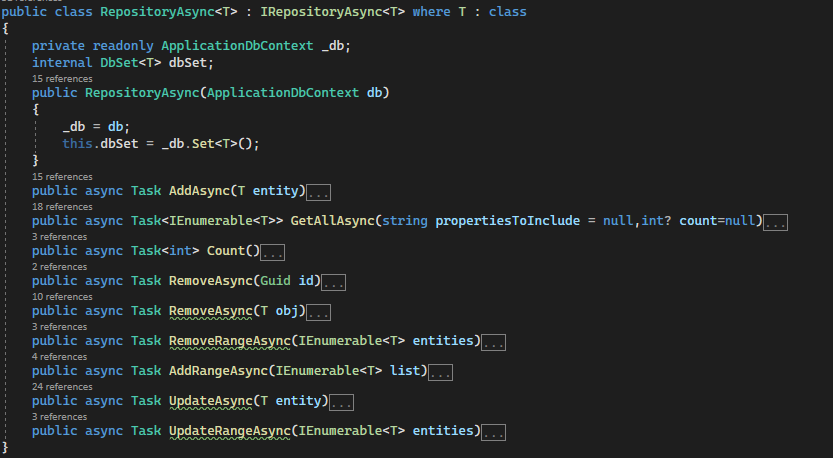 public class RepositoryAsync<T> : IRepositoryAsync<T> where T : class
{
private readonly ApplicationDbContext _db;
internal DbSet<T> dbSet;
15 references
public RepositoryAsync(ApplicationDbContext db)
{
_db = db;
this.dbSet = _db.Set<T>();
}
15 references
public async Task AddAsync(T entity)...
18 references
public async Task<IEnumerable<T>> GetAllAsync(string propertiesToInclude = null,int? count=null)...
3 references
public async Task<int> Count()...
2 references
public async Task RemoveAsync(Guid id)...
10 references
public async Task RemoveAsync(T obj)...
3 references
public async Task RemoveRangeAsync(IEnumerable<T> entities)...
4 references
public async Task AddRangeAsync(IEnumerable<T> list)...
24 references
public async Task UpdateAsync(T entity)...
3 references
public async Task UpdateRangeAsync(IEnumerable<T> entities)...
}